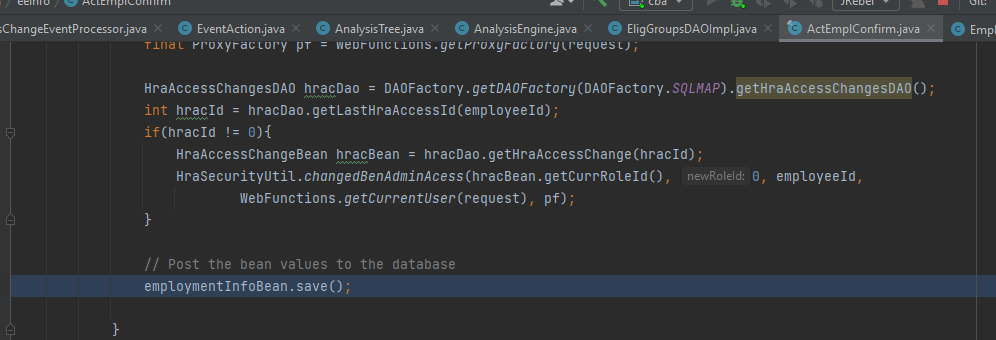 eeinfo ActEmplConfirm cba JRebel Git:
sChangeEventProcessor.java EventAction.java AnalysisTree.java AnalysisEngine.java EligGroupsDAOImpl.java ActEmplConfirm.java Empl
final ProxyFactory pf = WebFunctions.getProxyFactory(request);
HraAccessChangesDAO hracDao = DAOFactory.getDAOFactory(DAOFactory.SQLMAP).getHraAccessChangesDAO();
int hracId = hracDao.getLastHraAccessId(employeeId);
if(hracId != 0){
HraAccessChangeBean hracBean = hracDao.getHraAccessChange(hracId);
HraSecurityUtil.changedBenAdminAcess(hracBean.getCurrRoleId(), newRoleId: 0, employeeId,
WebFunctions.getCurrentUser(request), pf);
}
// Post the bean values to the database
employmentInfoBean.save();
}